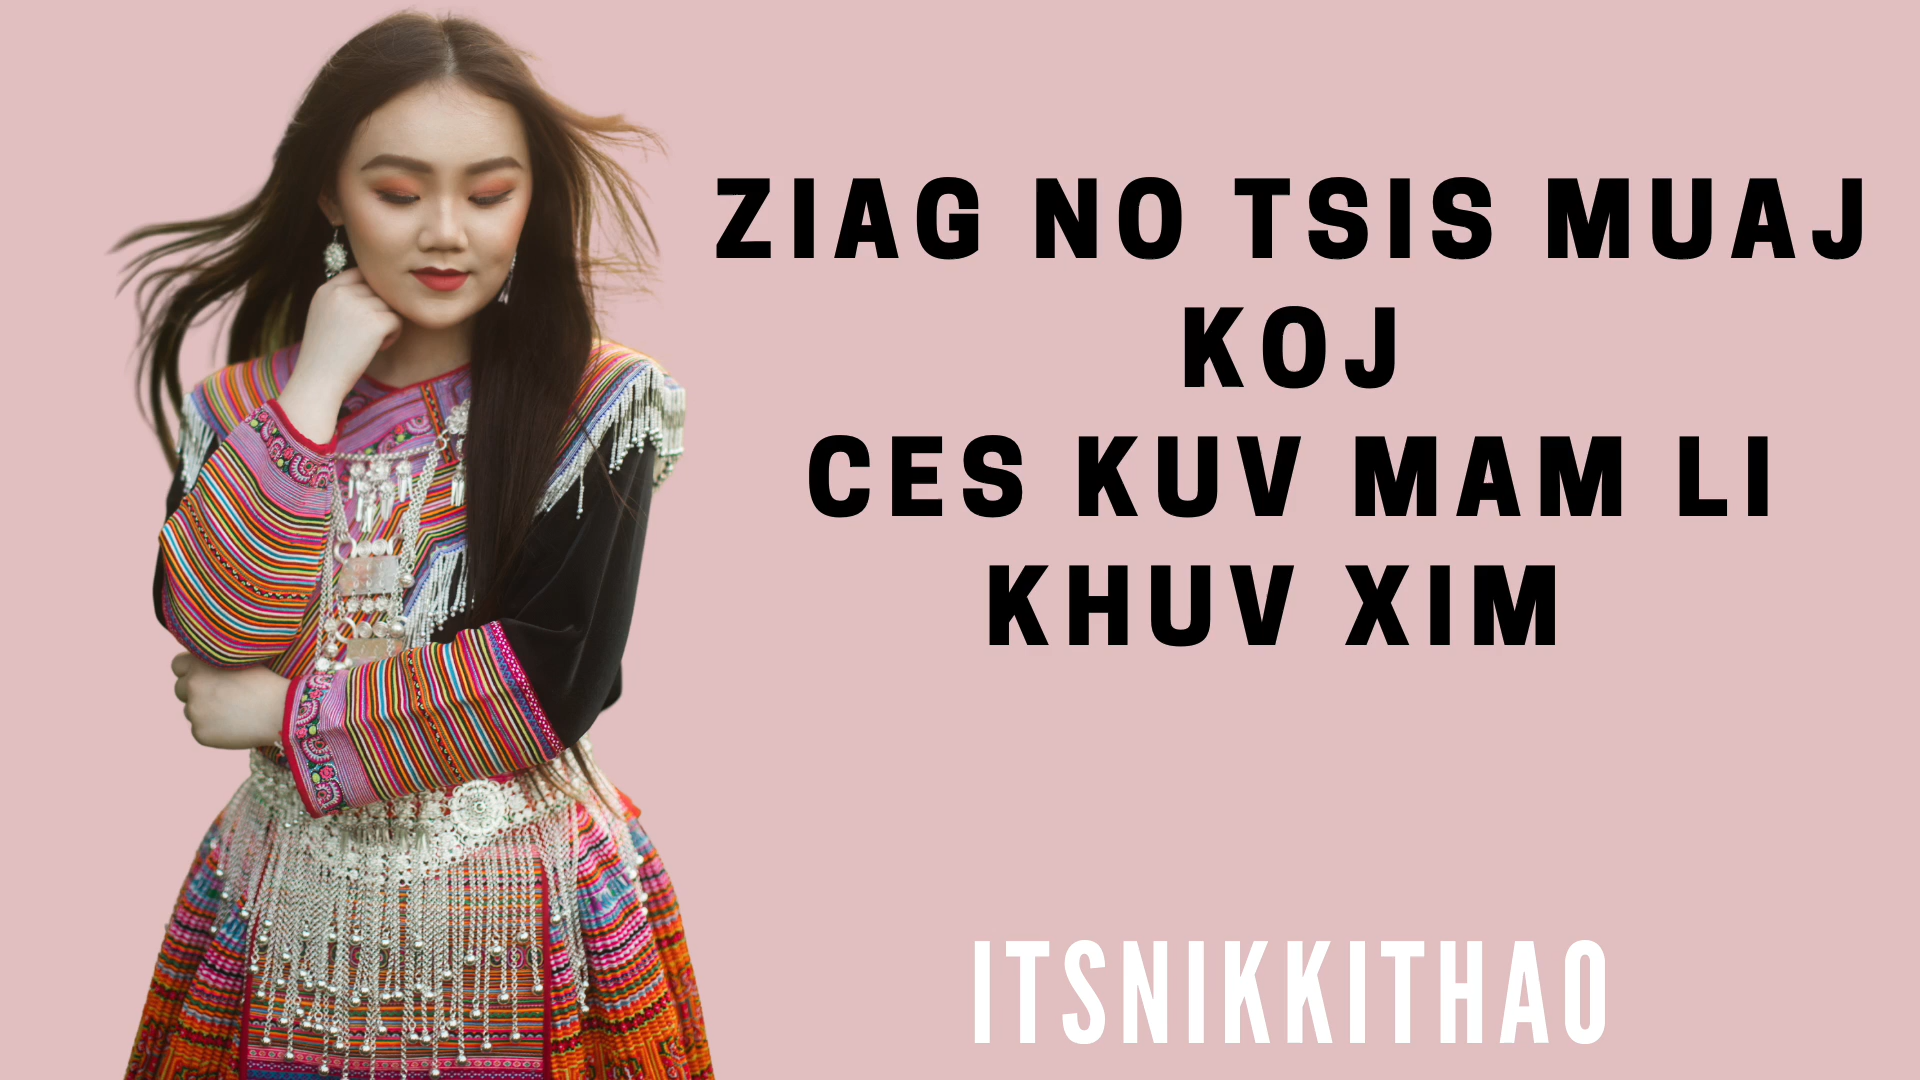 ZIAG NO TSIS MUAJ
KOJ
CES KUV MAM LI
KHUV XIM
ITSNIKKITHAO